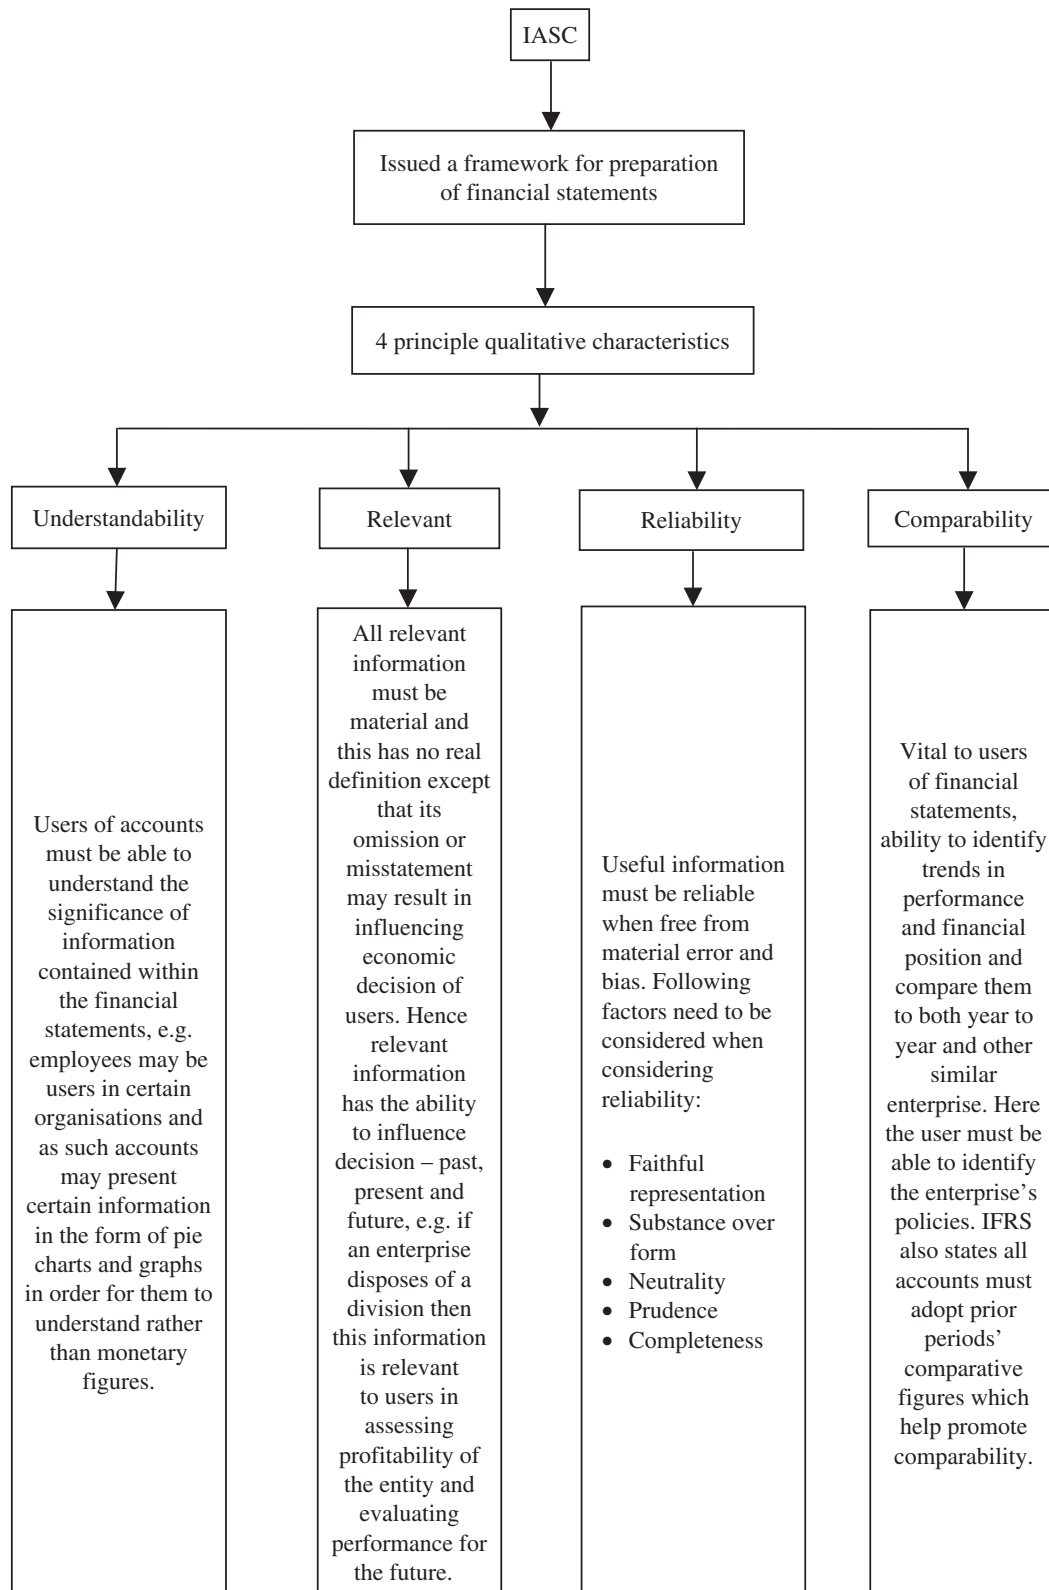 IASC
Issued a framework for preparation
of financial statements
4 principle qualitative characteristics
Understandability
Relevant
Reliability
Comparability
Users of accounts
must be able to
understand the
significance of
information
contained within
the financial
statements, e.g.
employees may be
users in certain
organisations and
as such accounts
may present
certain information
in the form of pie
charts and graphs
in order for them to
understand rather
than monetary
figures.
All relevant
information
must be
material and
this has no real
definition except
that its
omission or
misstatement
may result in
influencing
economic
decision of
users. Hence
relevant
information
has the ability
to influence
decision – past,
present and
future, e.g. if
an enterprise
disposes of a
division then
this information
is relevant
to users in
assessing
profitability of
the entity and
evaluating
performance for
the future.
Useful information
must be reliable
when free from
material error and
bias. Following
factors need to be
considered when
considering
reliability:
• Faithful
representation
• Substance over
form
• Neutrality
• Prudence
• Completeness
Vital to users
of financial
statements,
ability to identify
trends in
performance
and financial
position and
compare them
to both year to
year and other
similar
enterprise. Here
the user must be
able to identify
the enterprise’s
policies. IFRS
also states all
accounts must
adopt prior
periods’
comparative
figures which
help promote
comparability.